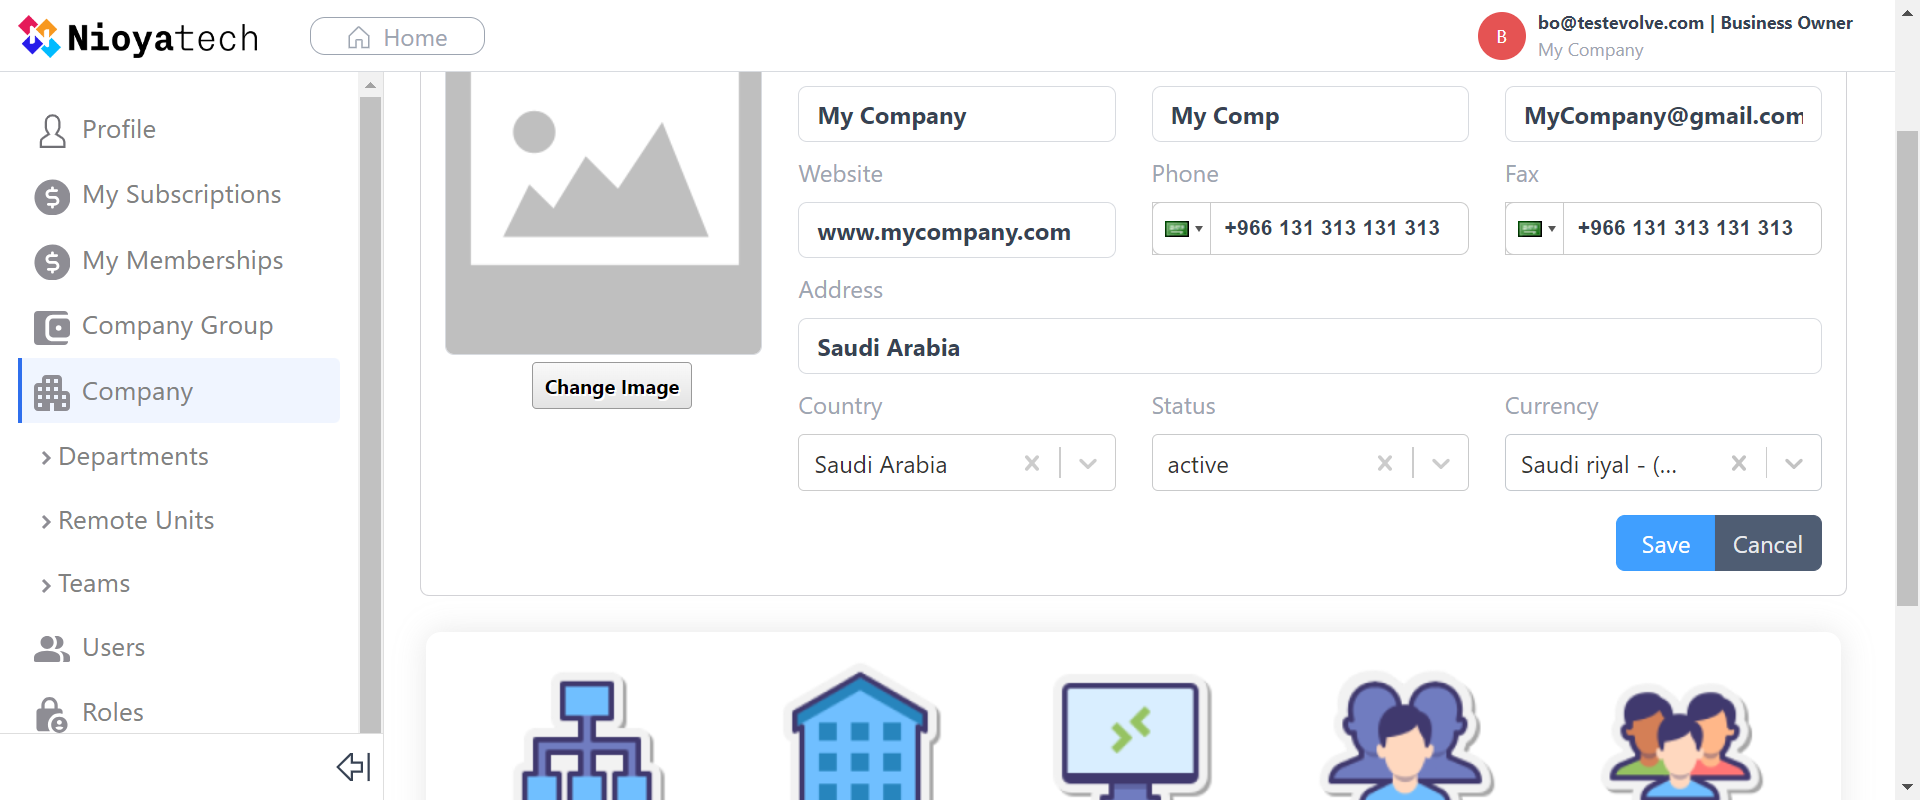 Nioyatech
Home
B
bo@testevolve.com | Business Owner
My Company
Profile
My Subscriptions
My Memberships
Company Group
Company
Departments
Remote Units
Teams
Users
Roles
Change Image
My Company
My Comp
MyCompany@gmail.com
Website
Phone
Fax
www.mycompany.com
+966 131 313 131 313
+966 131 313 131 313
Address
Saudi Arabia
Country
Status
Currency
Saudi Arabia
active
Saudi riyal - (...
Save
Cancel